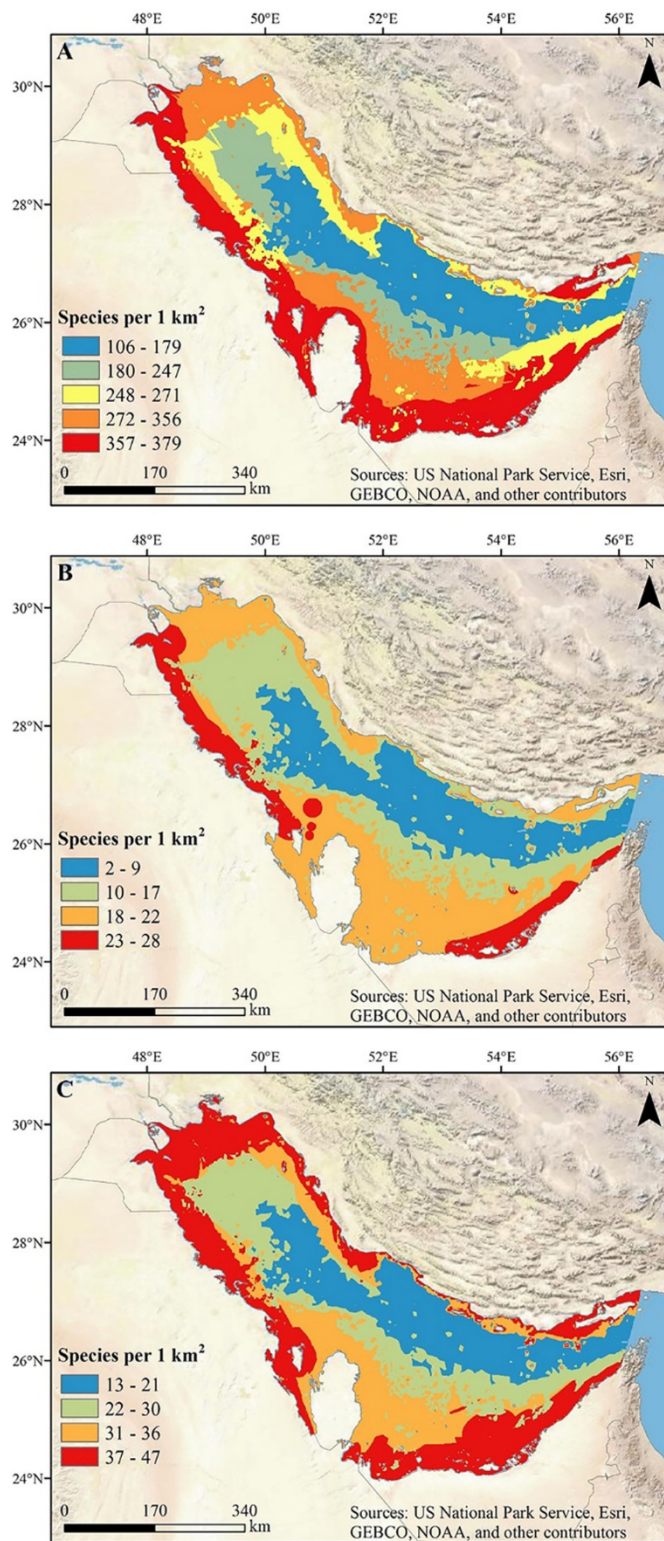 48°E 50°E 52°E 54°E 56°E
A
N
30°N
28°N
26°N
24°N
Species per 1 km²
106 - 179
180 - 247
248 - 271
272 - 356
357 - 379
0 170 340
km
Sources: US National Park Service, Esri,
GEBCO, NOAA, and other contributors
48°E 50°E 52°E 54°E 56°E
B
N
30°N
28°N
26°N
24°N
Species per 1 km²
2 - 9
10 - 17
18 - 22
23 - 28
0 170 340
km
Sources: US National Park Service, Esri,
GEBCO, NOAA, and other contributors
48°E 50°E 52°E 54°E 56°E
C
N
30°N
28°N
26°N
24°N
Species per 1 km²
13 - 21
22 - 30
31 - 36
37 - 47
0 170 340
km
Sources: US National Park Service, Esri,
GEBCO, NOAA, and other contributors